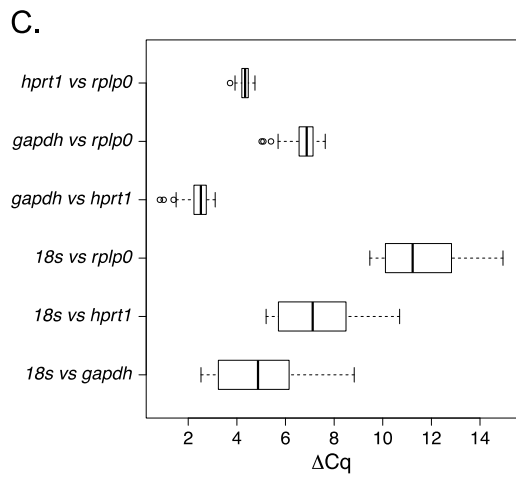 C.
hprt1 vs rplp0
gapdh vs rplp0
gapdh vs hprt1
18s vs rplp0
18s vs hprt1
18s vs gapdh
2 4 6 8 10 12 14
ΔCq